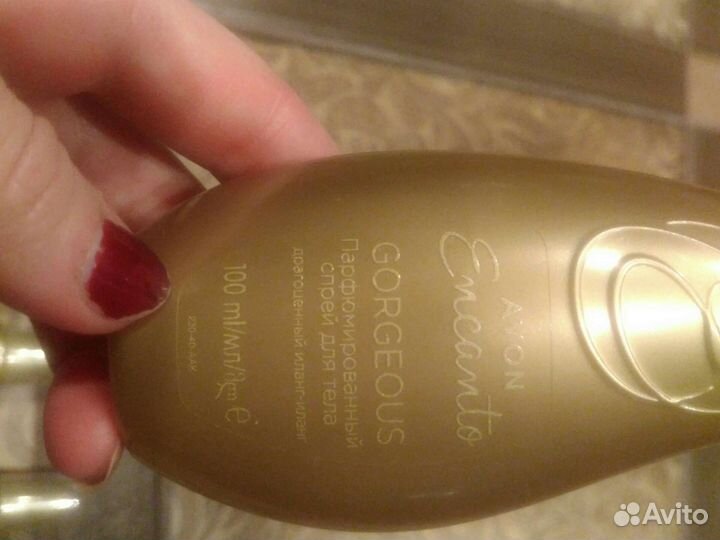 AVON
Encanto
GORGEOUS
Парфюмированный
спрей для тела
драгоценный иланг-иланг
100 ml/мл/
Avito